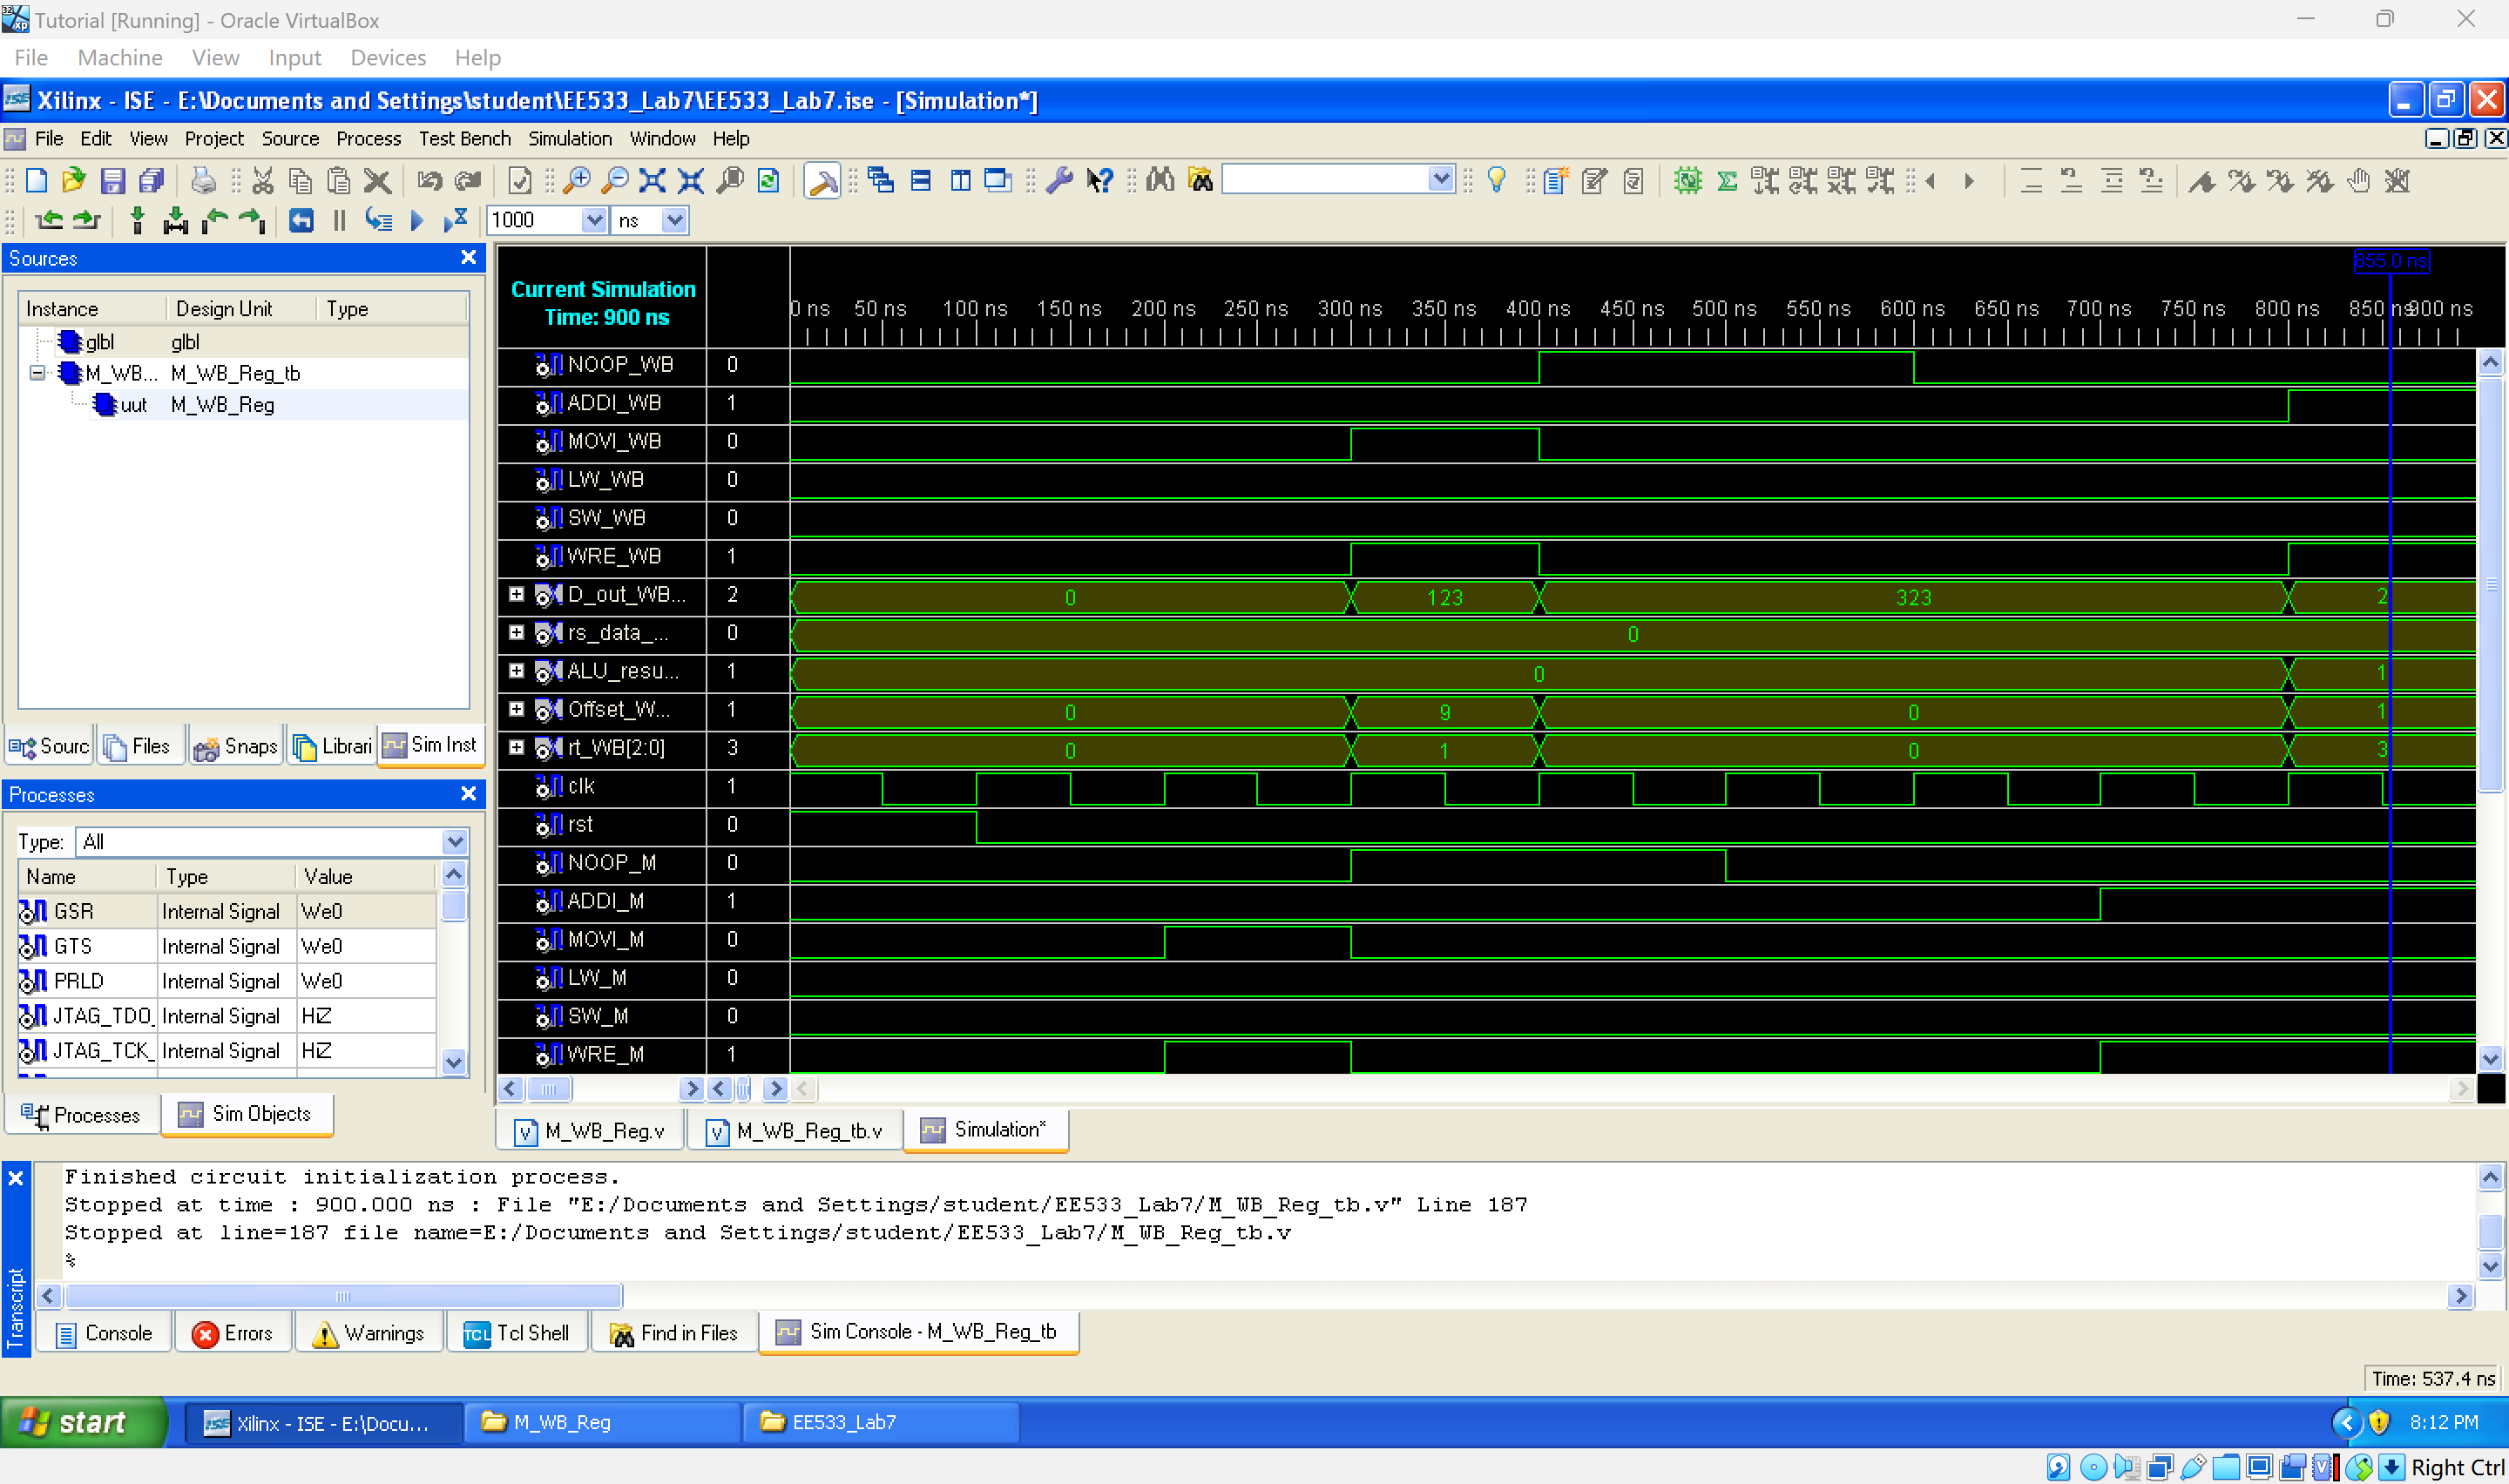 Tutorial [Running] - Oracle VirtualBox
File Machine View Input Devices Help
Xilinx - ISE - E:\Documents and Settings\student\EE533_Lab7\EE533_Lab7.ise - [Simulation*]
File Edit View Project Source Process Test Bench Simulation Window Help
1000 ns
Sources
Instance Design Unit Type
glbl glbl
M_WB... M_WB_Reg_tb
uut M_WB_Reg
Sourc Files Snaps Librari Sim Inst
Processes
Type: All
Name Type Value
GSR Internal Signal We0
GTS Internal Signal We0
PRLD Internal Signal We0
JTAG_TDO_ Internal Signal HiZ
JTAG_TCK_ Internal Signal HiZ
Processes Sim Objects
855.0 ns
Current Simulation
Time: 900 ns
0 ns 50 ns 100 ns 150 ns 200 ns 250 ns 300 ns 350 ns 400 ns 450 ns 500 ns 550 ns 600 ns 650 ns 700 ns 750 ns 800 ns 850 ns 900 ns
NOOP_WB 0
ADDI_WB 1
MOVI_WB 0
LW_WB 0
SW_WB 0
WRE_WB 1
D_out_WB... 2 0 123 323 2
rs_data_... 0 0
ALU_resu... 1 0 1
Offset_W... 1 0 9 0 1
rt_WB[2:0] 3 0 1 0 3
clk 1
rst 0
NOOP_M 0
ADDI_M 1
MOVI_M 0
LW_M 0
SW_M 0
WRE_M 1
M_WB_Reg.v M_WB_Reg_tb.v Simulation*
Finished circuit initialization process.
Stopped at time : 900.000 ns : File "E:/Documents and Settings/student/EE533_Lab7/M_WB_Reg_tb.v" Line 187
Stopped at line=187 file name=E:/Documents and Settings/student/EE533_Lab7/M_WB_Reg_tb.v
%
Transcript
Console Errors Warnings Tcl Shell Find in Files Sim Console - M_WB_Reg_tb
Time: 537.4 ns
start Xilinx - ISE - E:\Docu... M_WB_Reg EE533_Lab7 8:12 PM
Right Ctrl